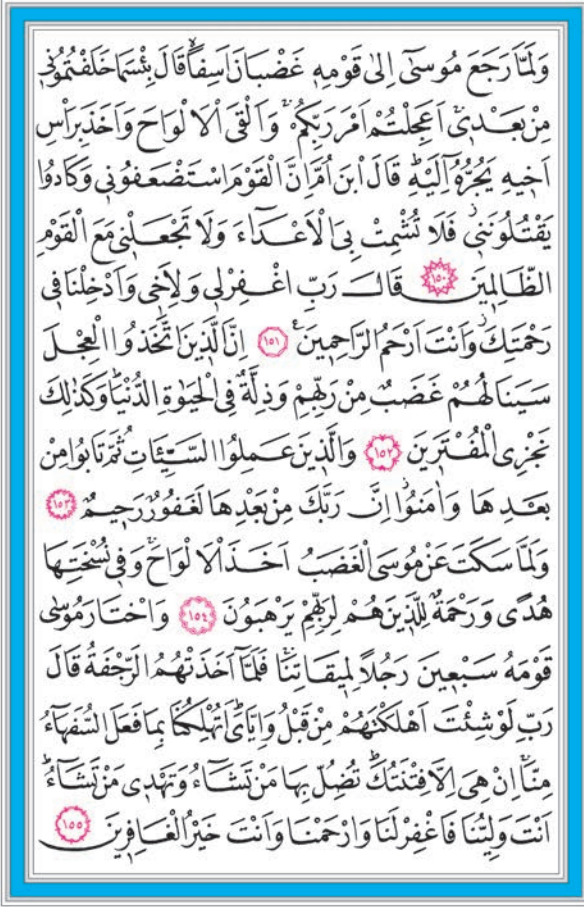 وَلَمَّا رَجَعَ مُوسٰٓى اِلٰى قَوْمِه۪ غَضْبَانَ اَسِفًاۙ قَالَ بِئْسَمَا خَلَفْتُمُون۪ي
مِنْ بَعْد۪يۚ اَعَجِلْتُمْ اَمْرَ رَبِّكُمْۚ وَاَلْقَى الْاَلْوَاحَ وَاَخَذَ بِرَأْسِ
اَخ۪يهِ يَجُرُّهُٓ اِلَيْهِۜ قَالَ ابْنَ اُمَّ اِنَّ الْقَوْمَ اسْتَضْعَفُون۪ي وَكَادُوا
يَقْتُلُونَن۪يۘ فَلَا تُشْمِتْ بِيَ الْاَعْدَٓاءَ وَلَا تَجْعَلْن۪ي مَعَ الْقَوْمِ
الظَّالِم۪ينَ ﴿١٥٠﴾ قَالَ رَبِّ اغْفِرْ ل۪ي وَلِاَخ۪ي وَاَدْخِلْنَا ف۪ي
رَحْمَتِكَۘ وَاَنْتَ اَرْحَمُ الرَّاحِم۪ينَ۟ ﴿١٥١﴾ اِنَّ الَّذ۪ينَ اتَّخَذُوا الْعِجْلَ
سَيَنَالُهُمْ غَضَبٌ مِنْ رَبِّهِمْ وَذِلَّةٌ فِي الْحَيٰوةِ الدُّنْيَاۜ وَكَذٰلِكَ
نَجْزِي الْمُفْتَر۪ينَ ﴿١٥٢﴾ وَالَّذ۪ينَ عَمِلُوا السَّيِّـَٔاتِ ثُمَّ تَابُوا مِنْ
بَعْدِهَا وَاٰمَنُٓواۘ اِنَّ رَبَّكَ مِنْ بَعْدِهَا لَغَفُورٌ رَح۪يمٌ ﴿١٥٣﴾
وَلَمَّا سَكَتَ عَنْ مُوسَى الْغَضَبُ اَخَذَ الْاَلْوَاحَۚ وَف۪ي نُسْخَتِهَا
هُدًى وَرَحْمَةٌ لِلَّذ۪ينَ هُمْ لِرَبِّهِمْ يَرْهَبُونَ ﴿١٥٤﴾ وَاخْتَارَ مُوسٰى
قَوْمَهُ سَبْع۪ينَ رَجُلًا لِم۪يقَاتِنَاۚ فَلَمَّٓا اَخَذَتْهُمُ الرَّجْفَةُ قَالَ
رَبِّ لَوْ شِئْتَ اَهْلَكْتَهُمْ مِنْ قَبْلُ وَاِيَّايَۜ اَتُهْلِكُنَا بِمَا فَعَلَ السُّفَهَٓاءُ
مِنَّاۚ اِنْ هِيَ اِلَّا فِتْنَتُكَۜ تُضِلُّ بِهَا مَنْ تَشَٓاءُ وَتَهْد۪ي مَنْ تَشَٓاءُۜ
اَنْتَ وَلِيُّنَا فَاغْفِرْ لَنَا وَارْحَمْنَا وَاَنْتَ خَيْرُ الْغَافِر۪ينَ ﴿١٥٥﴾